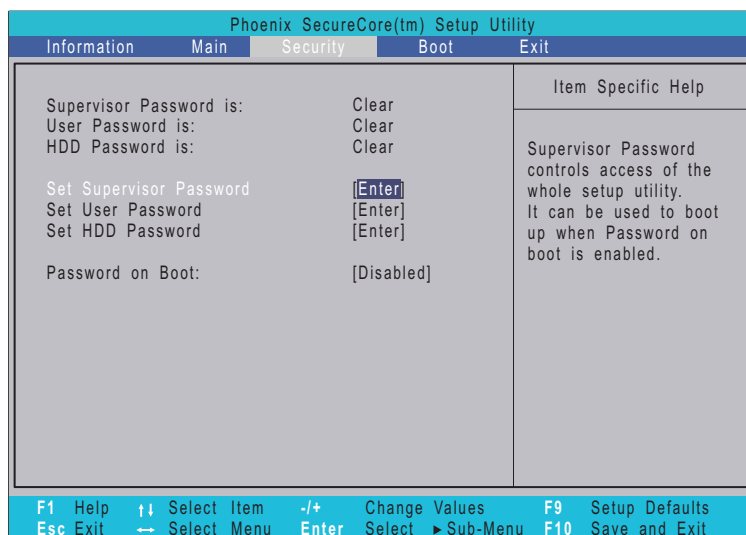 Phoenix SecureCore(tm) Setup Utility
Information Main Security Boot Exit
Item Specific Help
Supervisor Password is: Clear
User Password is: Clear
HDD Password is: Clear
Set Supervisor Password [Enter]
Set User Password [Enter]
Set HDD Password [Enter]
Password on Boot: [Disabled]
Supervisor Password
controls access of the
whole setup utility.
It can be used to boot
up when Password on
boot is enabled.
F1 Help ↑↓ Select Item -/+ Change Values F9 Setup Defaults
Esc Exit ↔ Select Menu Enter Select ►Sub-Menu F10 Save and Exit